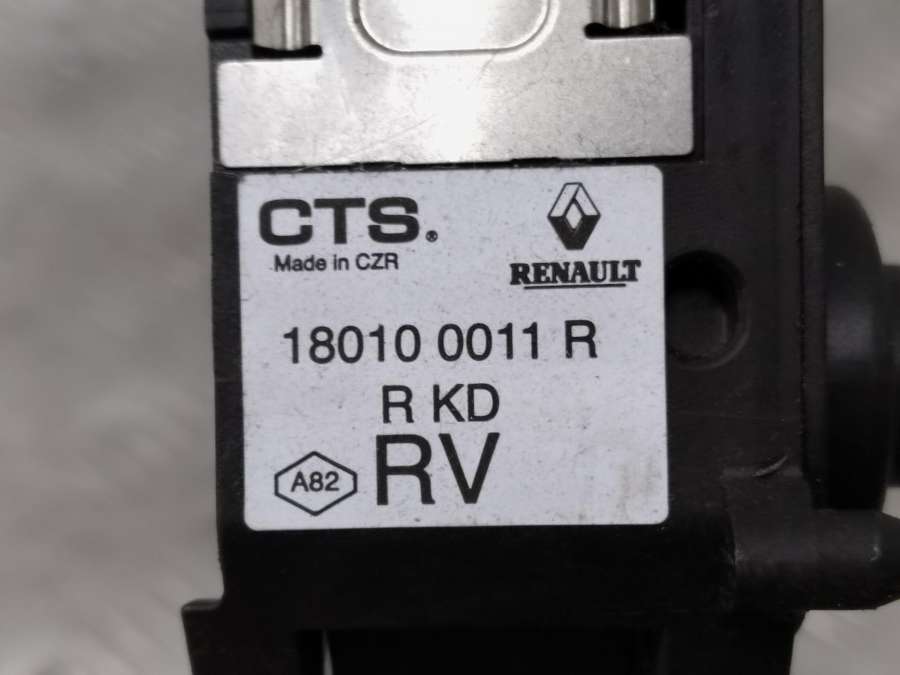 CTS.®
Made in CZR
RENAULT
18010 0011 R
R KD
A82
RV